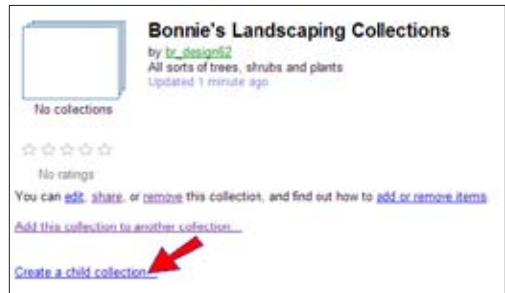 Bonnie's Landscaping Collections
by br_design62
All sorts of trees, shrubs and plants
Updated 1 minute ago
No collections
No ratings
You can edit, share, or remove this collection, and find out how to add or remove items
Add this collection to another collection...
Create a child collection...